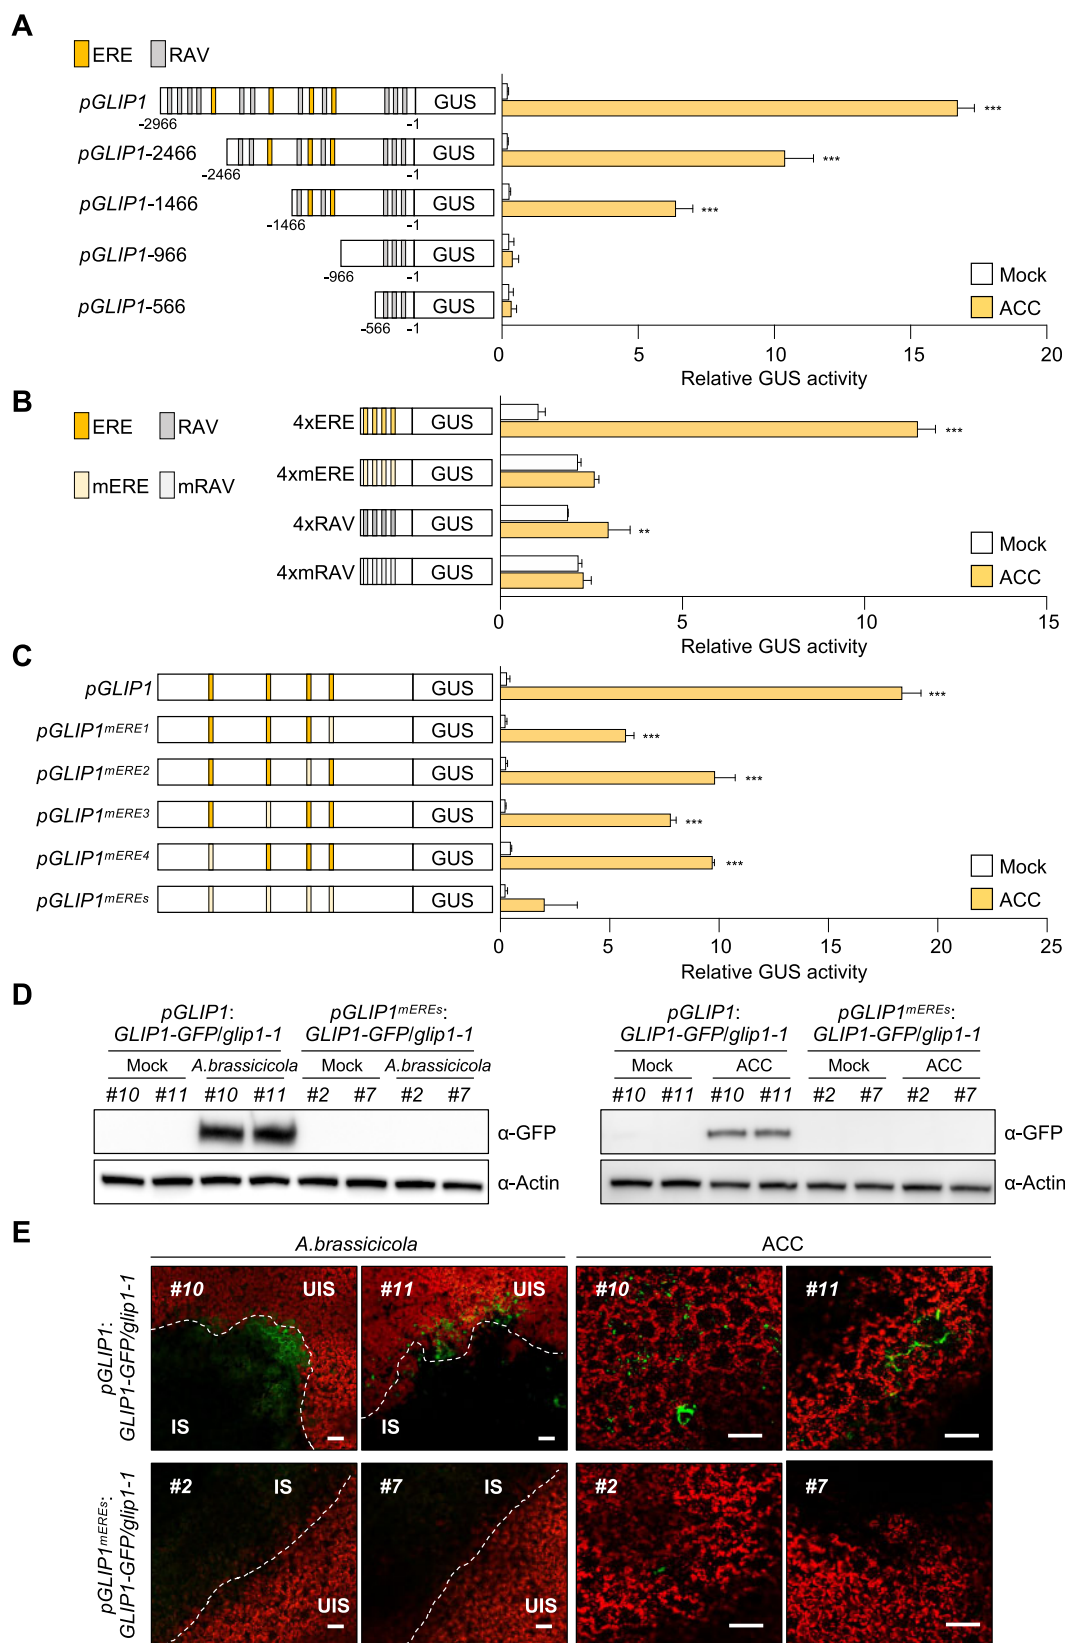 A
ERE RAV
pGLIP1 GUS ***
-2966 -1
pGLIP1-2466 GUS ***
-2466 -1
pGLIP1-1466 GUS ***
-1466 -1
pGLIP1-966 GUS
-966 -1
Mock
pGLIP1-566 GUS
ACC
-566 -1
0 5 10 15 20
Relative GUS activity
B
ERE RAV
4xERE GUS ***
mERE mRAV
4xmERE GUS
4xRAV GUS **
Mock
4xmRAV GUS
ACC
0 5 10 15
Relative GUS activity
C
pGLIP1 GUS ***
pGLIP1mERE1 GUS ***
pGLIP1mERE2 GUS ***
pGLIP1mERE3 GUS ***
pGLIP1mERE4 GUS ***
Mock
pGLIP1mEREs GUS
ACC
0 5 10 15 20 25
Relative GUS activity
D
pGLIP1: pGLIP1mEREs:
GLIP1-GFP/glip1-1 GLIP1-GFP/glip1-1
Mock A.brassicicola Mock A.brassicicola
#10 #11 #10 #11 #2 #7 #2 #7
α-GFP
α-Actin
pGLIP1: pGLIP1mEREs:
GLIP1-GFP/glip1-1 GLIP1-GFP/glip1-1
Mock ACC Mock ACC
#10 #11 #10 #11 #2 #7 #2 #7
α-GFP
α-Actin
E
A.brassicicola ACC
pGLIP1:
GLIP1-GFP/glip1-1
#10 UIS IS
#11 UIS IS
#10
#11
pGLIP1mEREs:
GLIP1-GFP/glip1-1
#2 IS UIS
#7 IS UIS
#2
#7